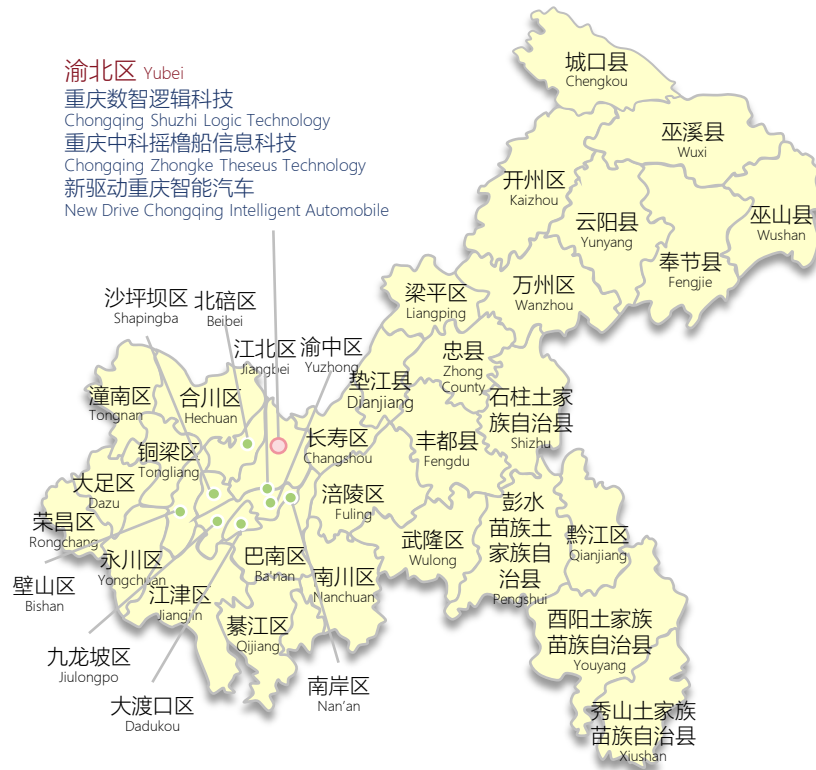 渝北区 Yubei
重庆数智逻辑科技
Chongqing Shuzhi Logic Technology
重庆中科摇橹船信息科技
Chongqing Zhongke Theseus Technology
新驱动重庆智能汽车
New Drive Chongqing Intelligent Automobile
城口县
Chengkou
巫溪县
Wuxi
开州区
Kaizhou
云阳县
Yunyang
巫山县
Wushan
奉节县
Fengjie
梁平区
Liangping
万州区
Wanzhou
沙坪坝区
Shapingba
北碚区
Beibei
江北区
Jiangbei
渝中区
Yuzhong
忠县
Zhong
County
垫江县
Dianjiang
石柱土家
族自治县
Shizhu
潼南区
Tongnan
合川区
Hechuan
长寿区
Changshou
丰都县
Fengdu
铜梁区
Tongliang
大足区
Dazu
涪陵区
Fuling
彭水
苗族土
家族自
治县
Pengshui
荣昌区
Rongchang
武隆区
Wulong
黔江区
Qianjiang
永川区
Yongchuan
巴南区
Ba'nan
南川区
Nanchuan
壁山区
Bishan
江津区
Jiangjin
綦江区
Qijiang
酉阳土家族
苗族自治县
Youyang
九龙坡区
Jiulongpo
南岸区
Nan'an
大渡口区
Dadukou
秀山土家族
苗族自治县
Xiushan